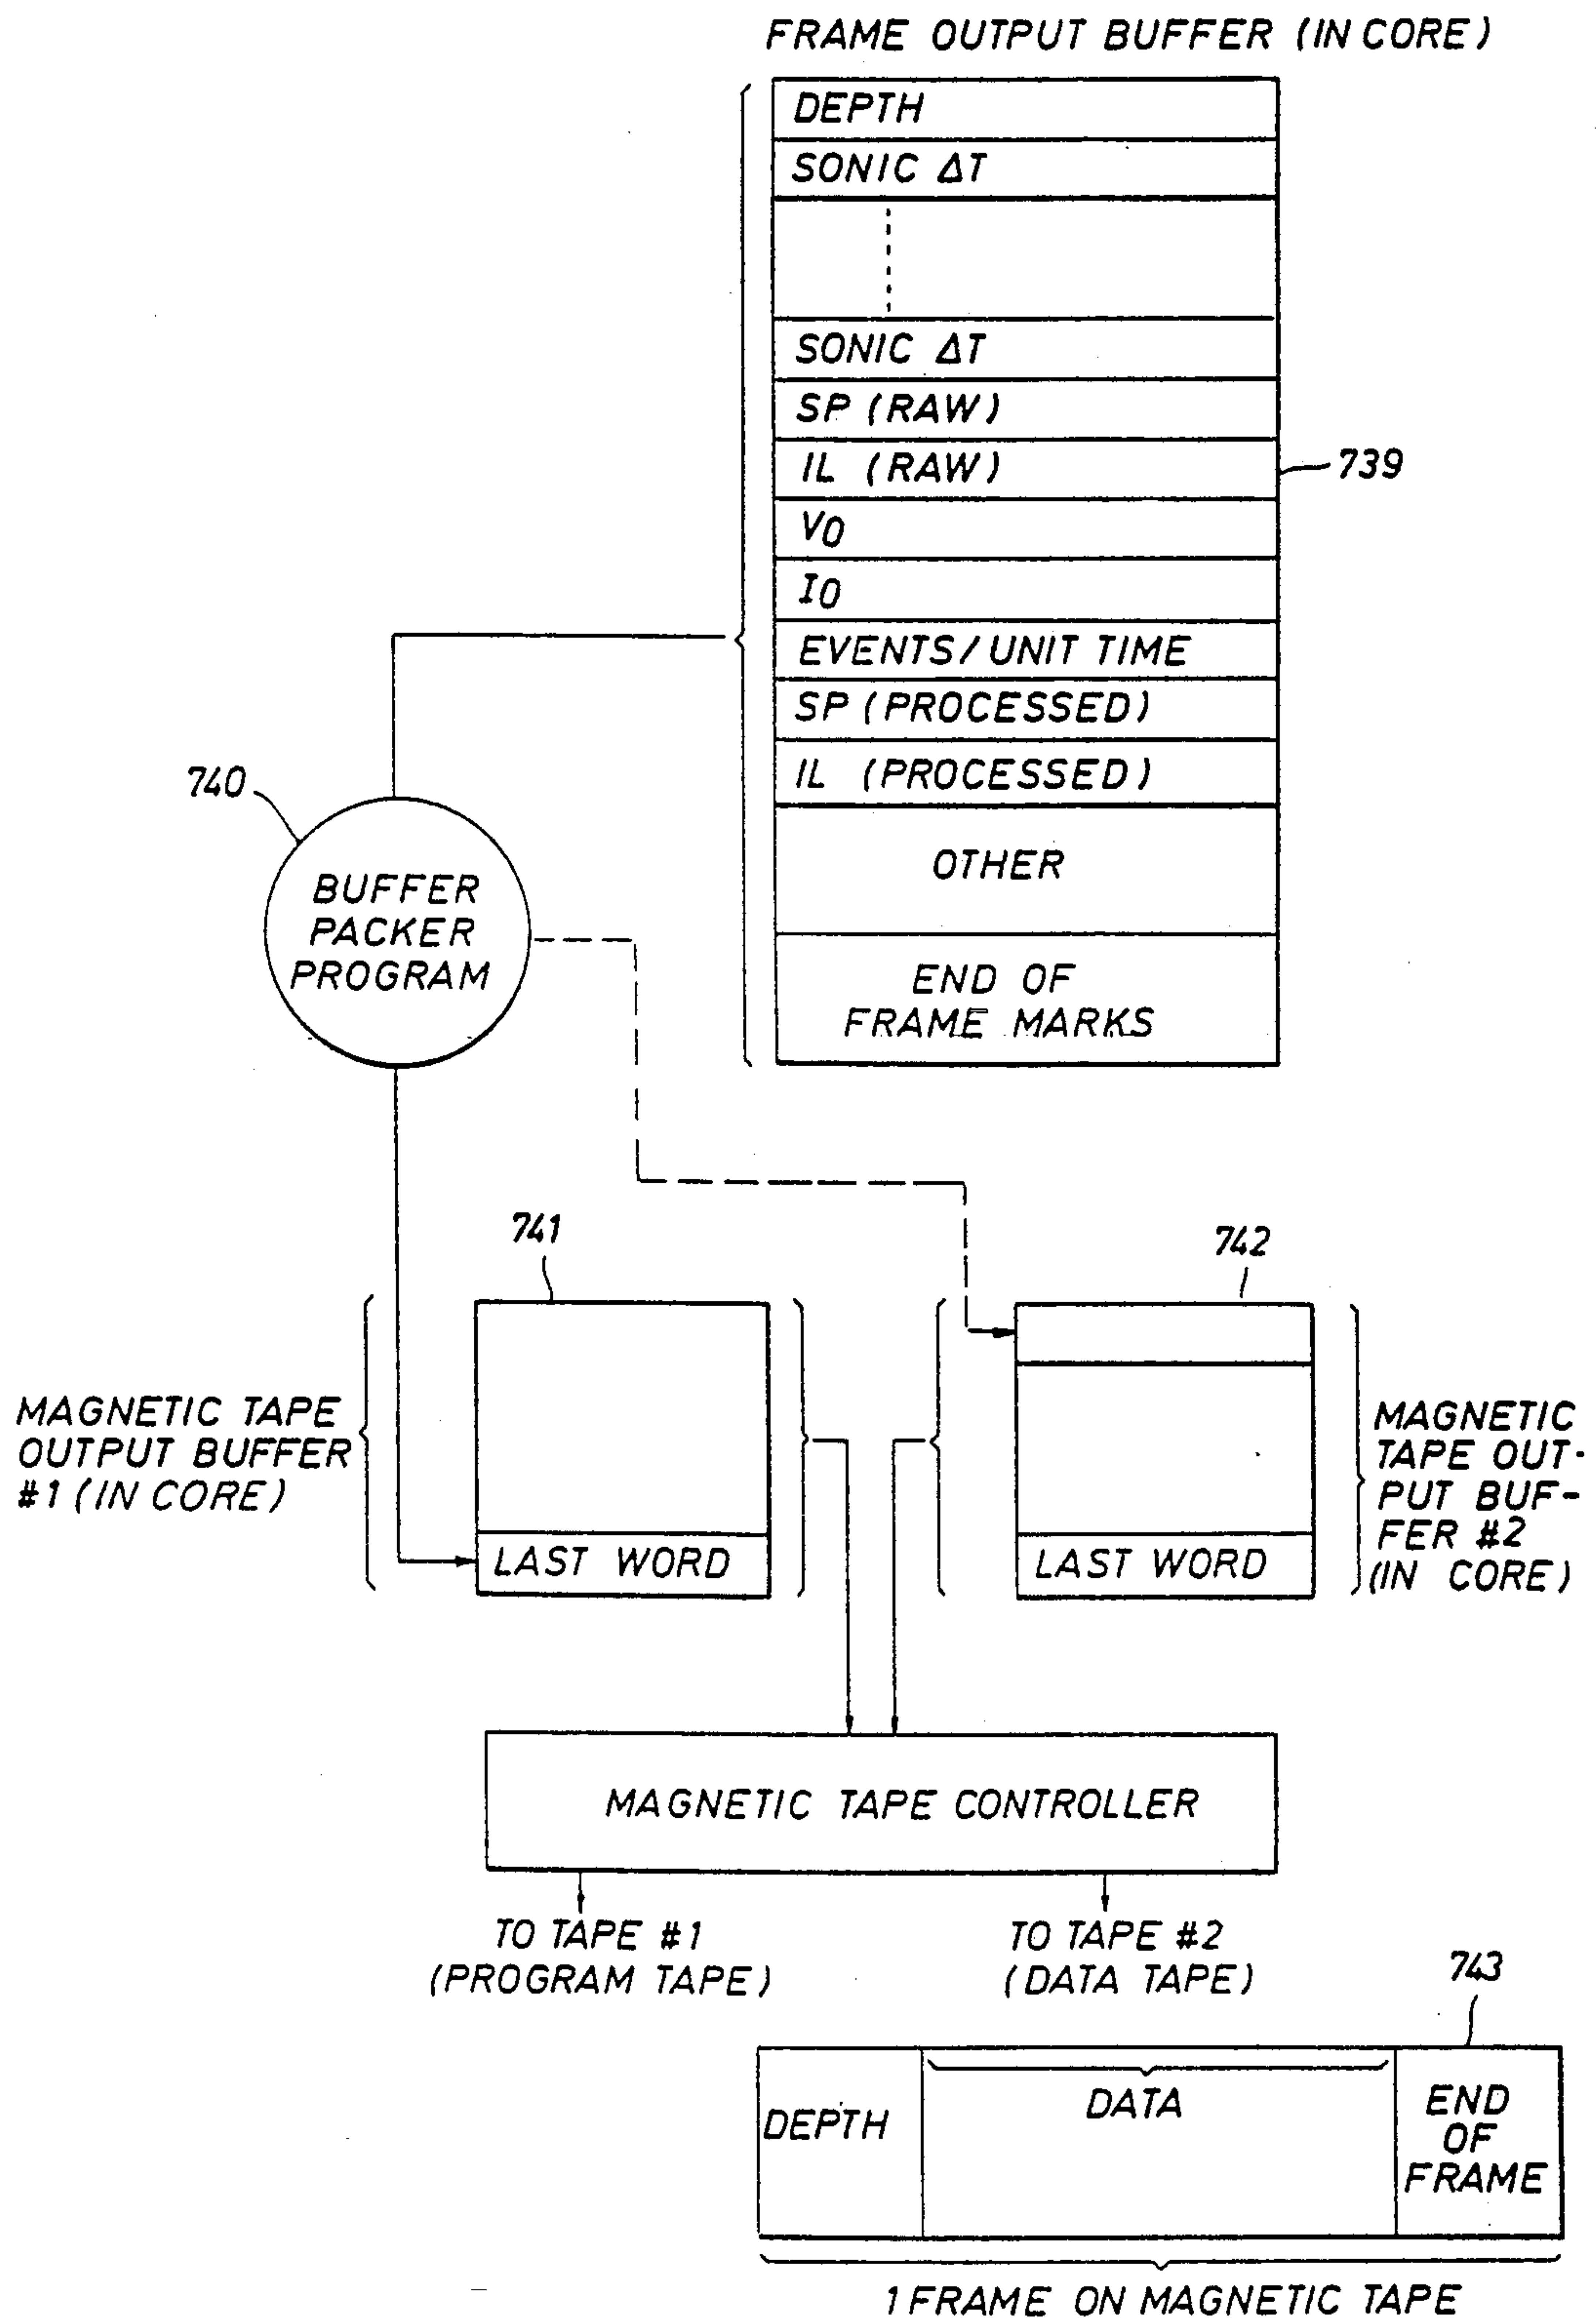 FRAME OUTPUT BUFFER (IN CORE)
DEPTH
SONIC ΔT
SONIC ΔT
SP (RAW)
IL (RAW)
739
V0
I0
EVENTS/UNIT TIME
SP (PROCESSED)
IL (PROCESSED)
740
OTHER
BUFFER
PACKER
PROGRAM
END OF
FRAME MARKS
741
742
MAGNETIC TAPE
OUTPUT BUFFER
#1 (IN CORE)
LAST WORD
LAST WORD
MAGNETIC
TAPE OUT-
PUT BUF-
FER #2
(IN CORE)
MAGNETIC TAPE CONTROLLER
TO TAPE #1
(PROGRAM TAPE)
TO TAPE #2
(DATA TAPE)
743
DEPTH
DATA
END
OF
FRAME
1 FRAME ON MAGNETIC TAPE